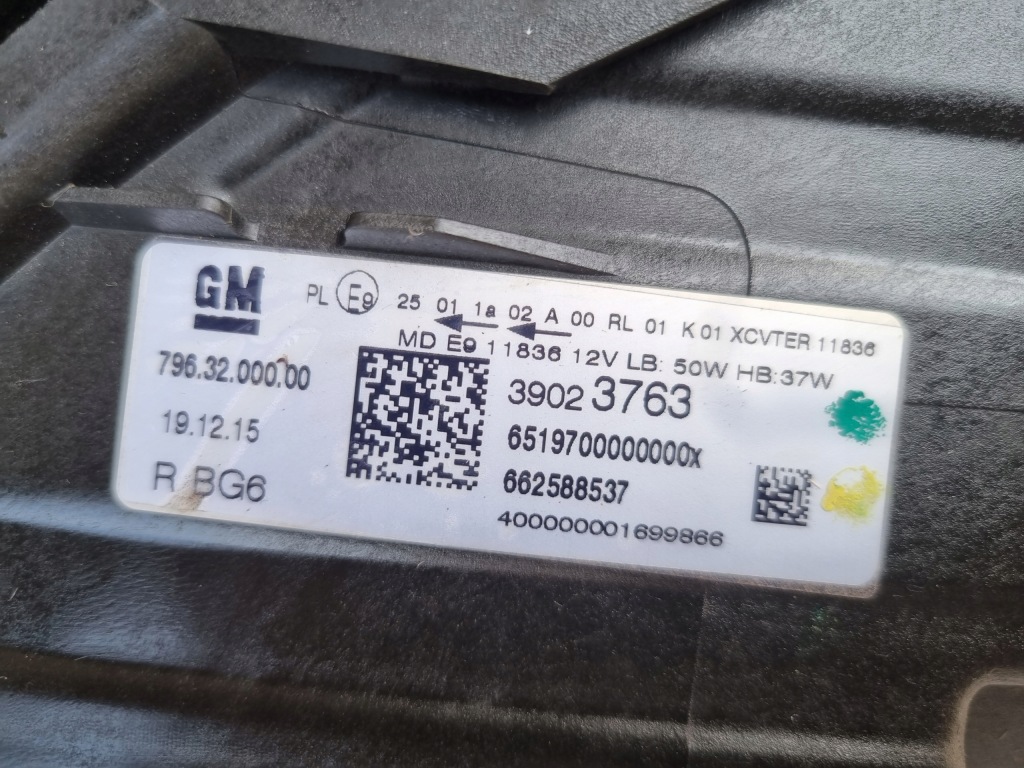 GM
PL E9 25 01 1a 02 A 00 RL 01 K 01 XCVTER 11836
MD E9 11836 12V LB: 50W HB:37W
796.32.000.00
3902 3763
19.12.15
6519700000000x
R BG6
662588537
400000001699866